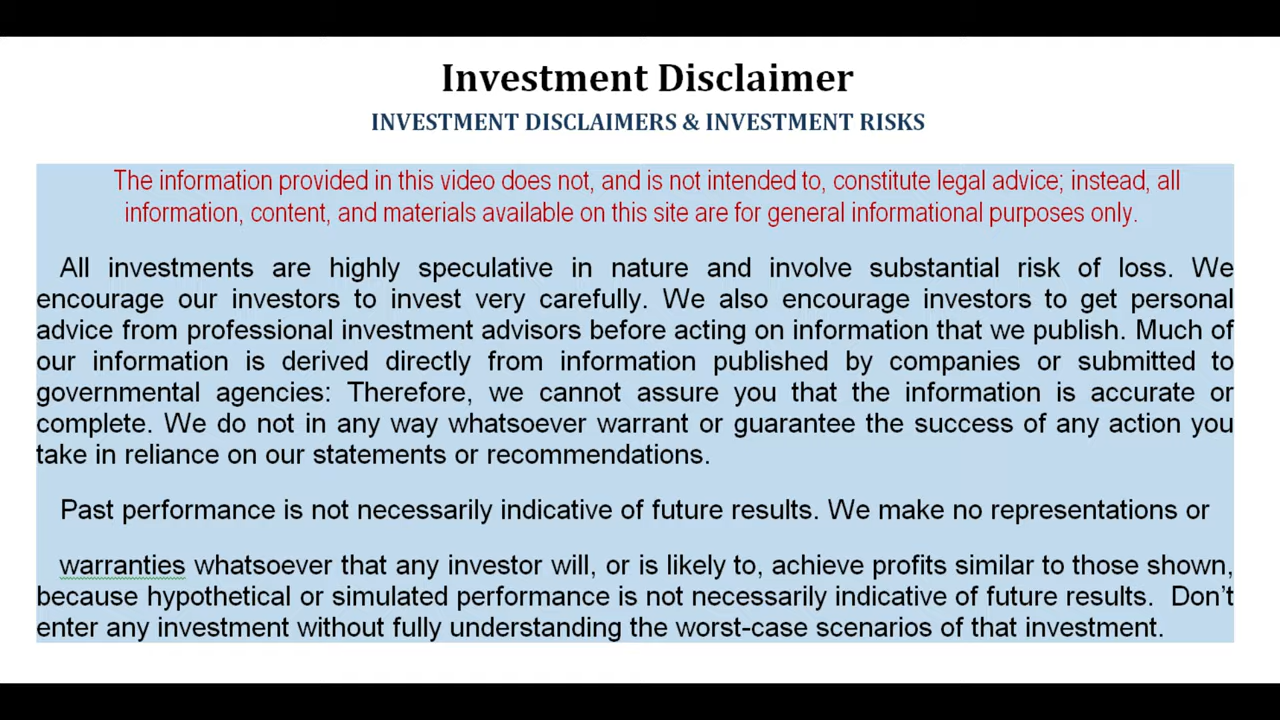 Investment Disclaimer
INVESTMENT DISCLAIMERS & INVESTMENT RISKS
The information provided in this video does not, and is not intended to, constitute legal advice; instead, all
information, content, and materials available on this site are for general informational purposes only.
All investments are highly speculative in nature and involve substantial risk of loss. We
encourage our investors to invest very carefully. We also encourage investors to get personal
advice from professional investment advisors before acting on information that we publish. Much of
our information is derived directly from information published by companies or submitted to
governmental agencies: Therefore, we cannot assure you that the information is accurate or
complete. We do not in any way whatsoever warrant or guarantee the success of any action you
take in reliance on our statements or recommendations.
Past performance is not necessarily indicative of future results. We make no representations or
warranties whatsoever that any investor will, or is likely to, achieve profits similar to those shown,
because hypothetical or simulated performance is not necessarily indicative of future results.  Don’t
enter any investment without fully understanding the worst-case scenarios of that investment.